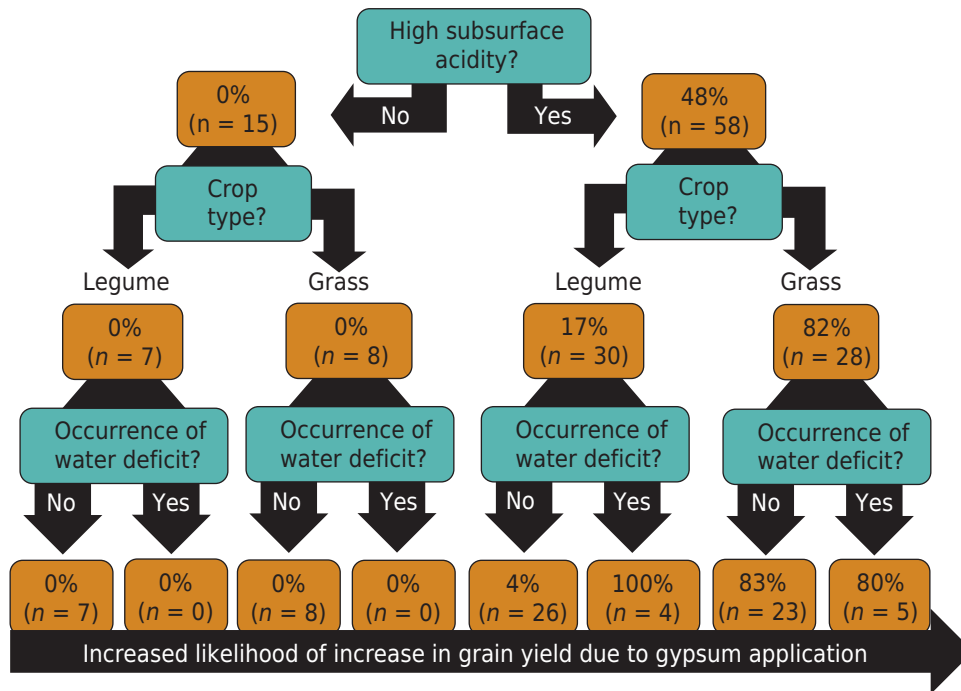 High subsurface
acidity?
No
Yes
0%
(n = 15)
48%
(n = 58)
Crop
type?
Crop
type?
Legume
Grass
Legume
Grass
0%
(n = 7)
0%
(n = 8)
17%
(n = 30)
82%
(n = 28)
Occurrence of
water deficit?
Occurrence of
water deficit?
Occurrence of
water deficit?
Occurrence of
water deficit?
No
Yes
No
Yes
No
Yes
No
Yes
0%
(n = 7)
0%
(n = 0)
0%
(n = 8)
0%
(n = 0)
4%
(n = 26)
100%
(n = 4)
83%
(n = 23)
80%
(n = 5)
Increased likelihood of increase in grain yield due to gypsum application